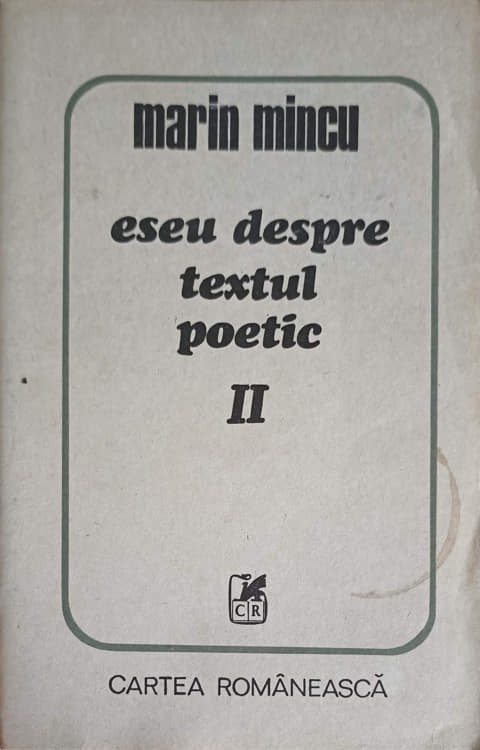 marin mincu
eseu despre
textul
poetic
II
CR
CARTEA ROMÂNEASCĂ